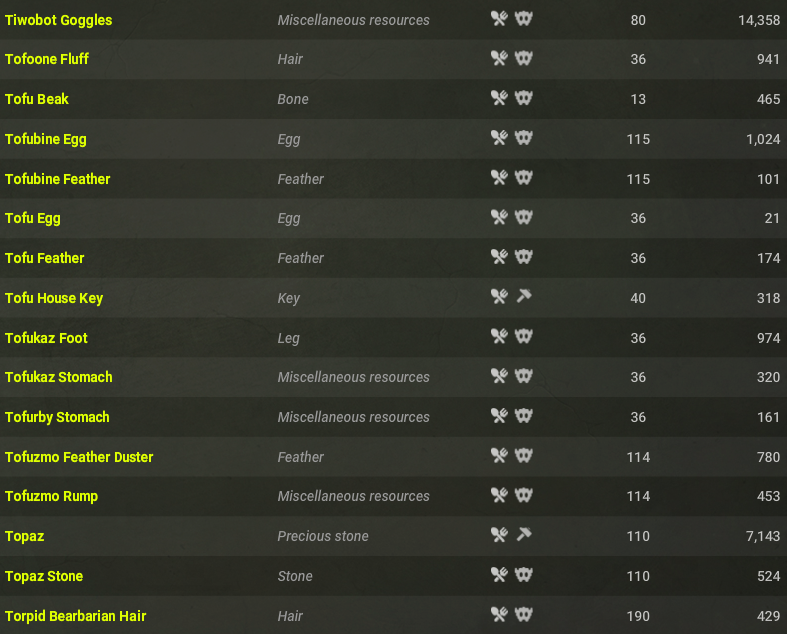 Tiwobot Goggles Miscellaneous resources 80 14,358
Tofoone Fluff Hair 36 941
Tofu Beak Bone 13 465
Tofubine Egg Egg 115 1,024
Tofubine Feather Feather 115 101
Tofu Egg Egg 36 21
Tofu Feather Feather 36 174
Tofu House Key Key 40 318
Tofukaz Foot Leg 36 974
Tofukaz Stomach Miscellaneous resources 36 320
Tofurby Stomach Miscellaneous resources 36 161
Tofuzmo Feather Duster Feather 114 780
Tofuzmo Rump Miscellaneous resources 114 453
Topaz Precious stone 110 7,143
Topaz Stone Stone 110 524
Torpid Bearbarian Hair Hair 190 429